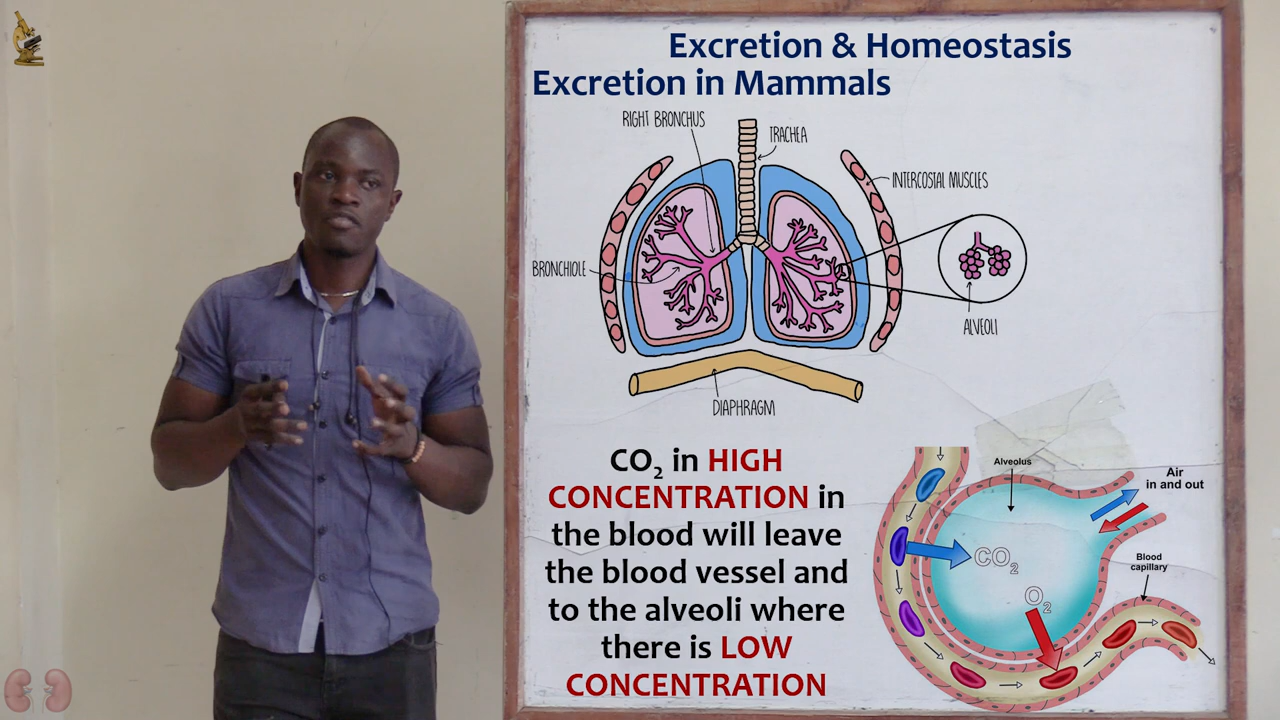 Excretion & Homeostasis
Excretion in Mammals
RIGHT BRONCHUS
TRACHEA
INTERCOSTAL MUSCLES
BRONCHIOLE
ALVEOLI
DIAPHRAGM
CO₂ in HIGH
CONCENTRATION in
the blood will leave
the blood vessel and
to the alveoli where
there is LOW
CONCENTRATION
Alveolus
Air
in and out
CO₂
Blood
capillary
O₂